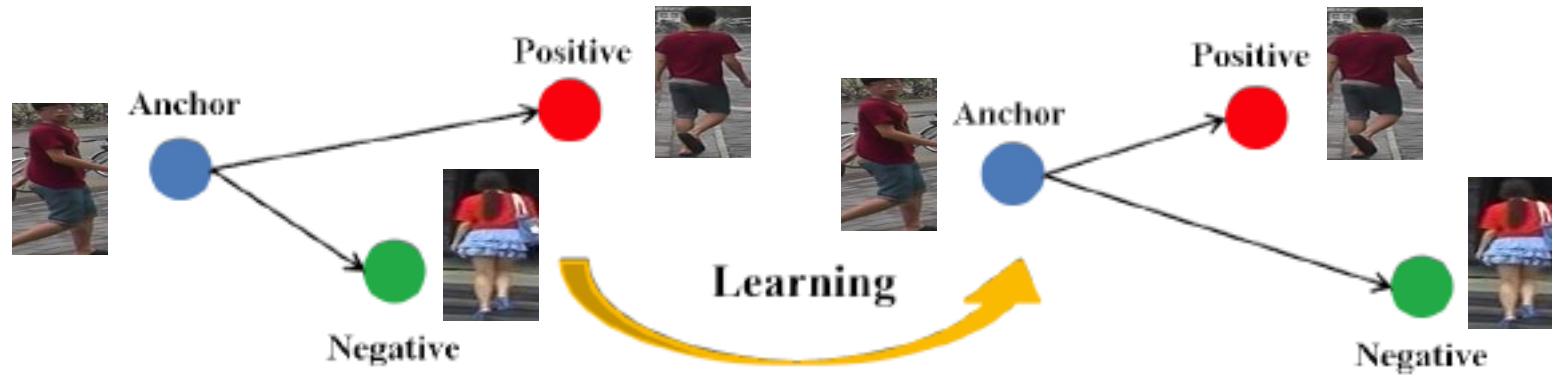 Positive
Anchor
Negative
Learning
Positive
Anchor
Negative